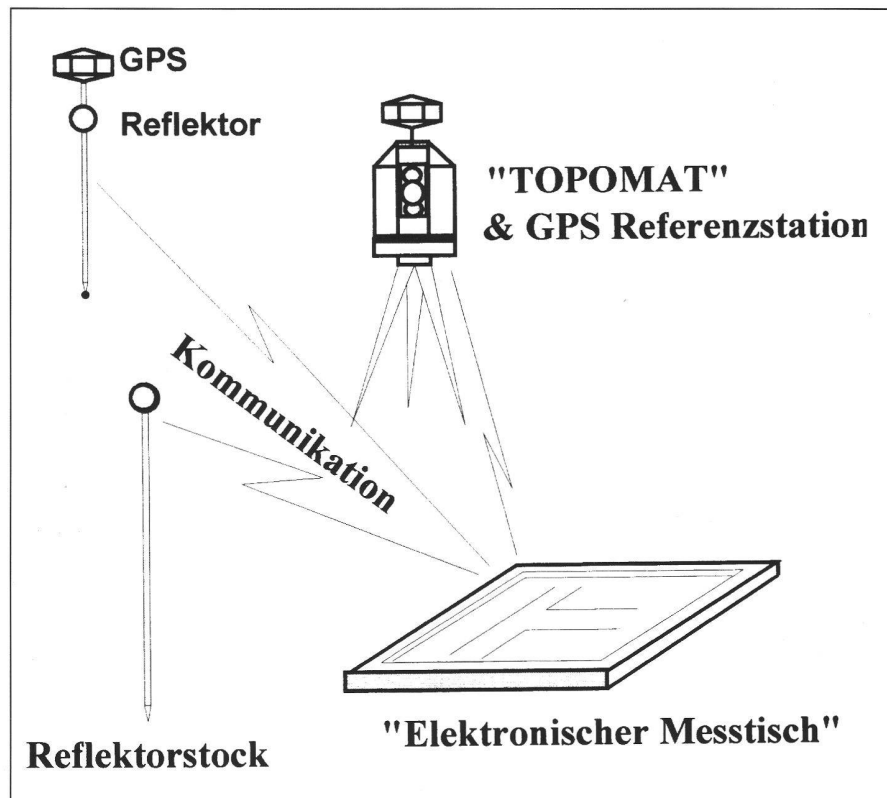 GPS
Reflektor
"TOPOMAT"
& GPS Referenzstation
Kommunikation
Reflektorstock
"Elektronischer Messtisch"